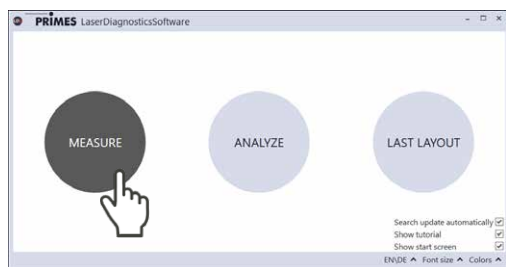 PRIMES LaserDiagnosticsSoftware
MEASURE
ANALYZE
LAST LAYOUT
Search update automatically
Show tutorial
Show start screen
EN\DE Font size Colors